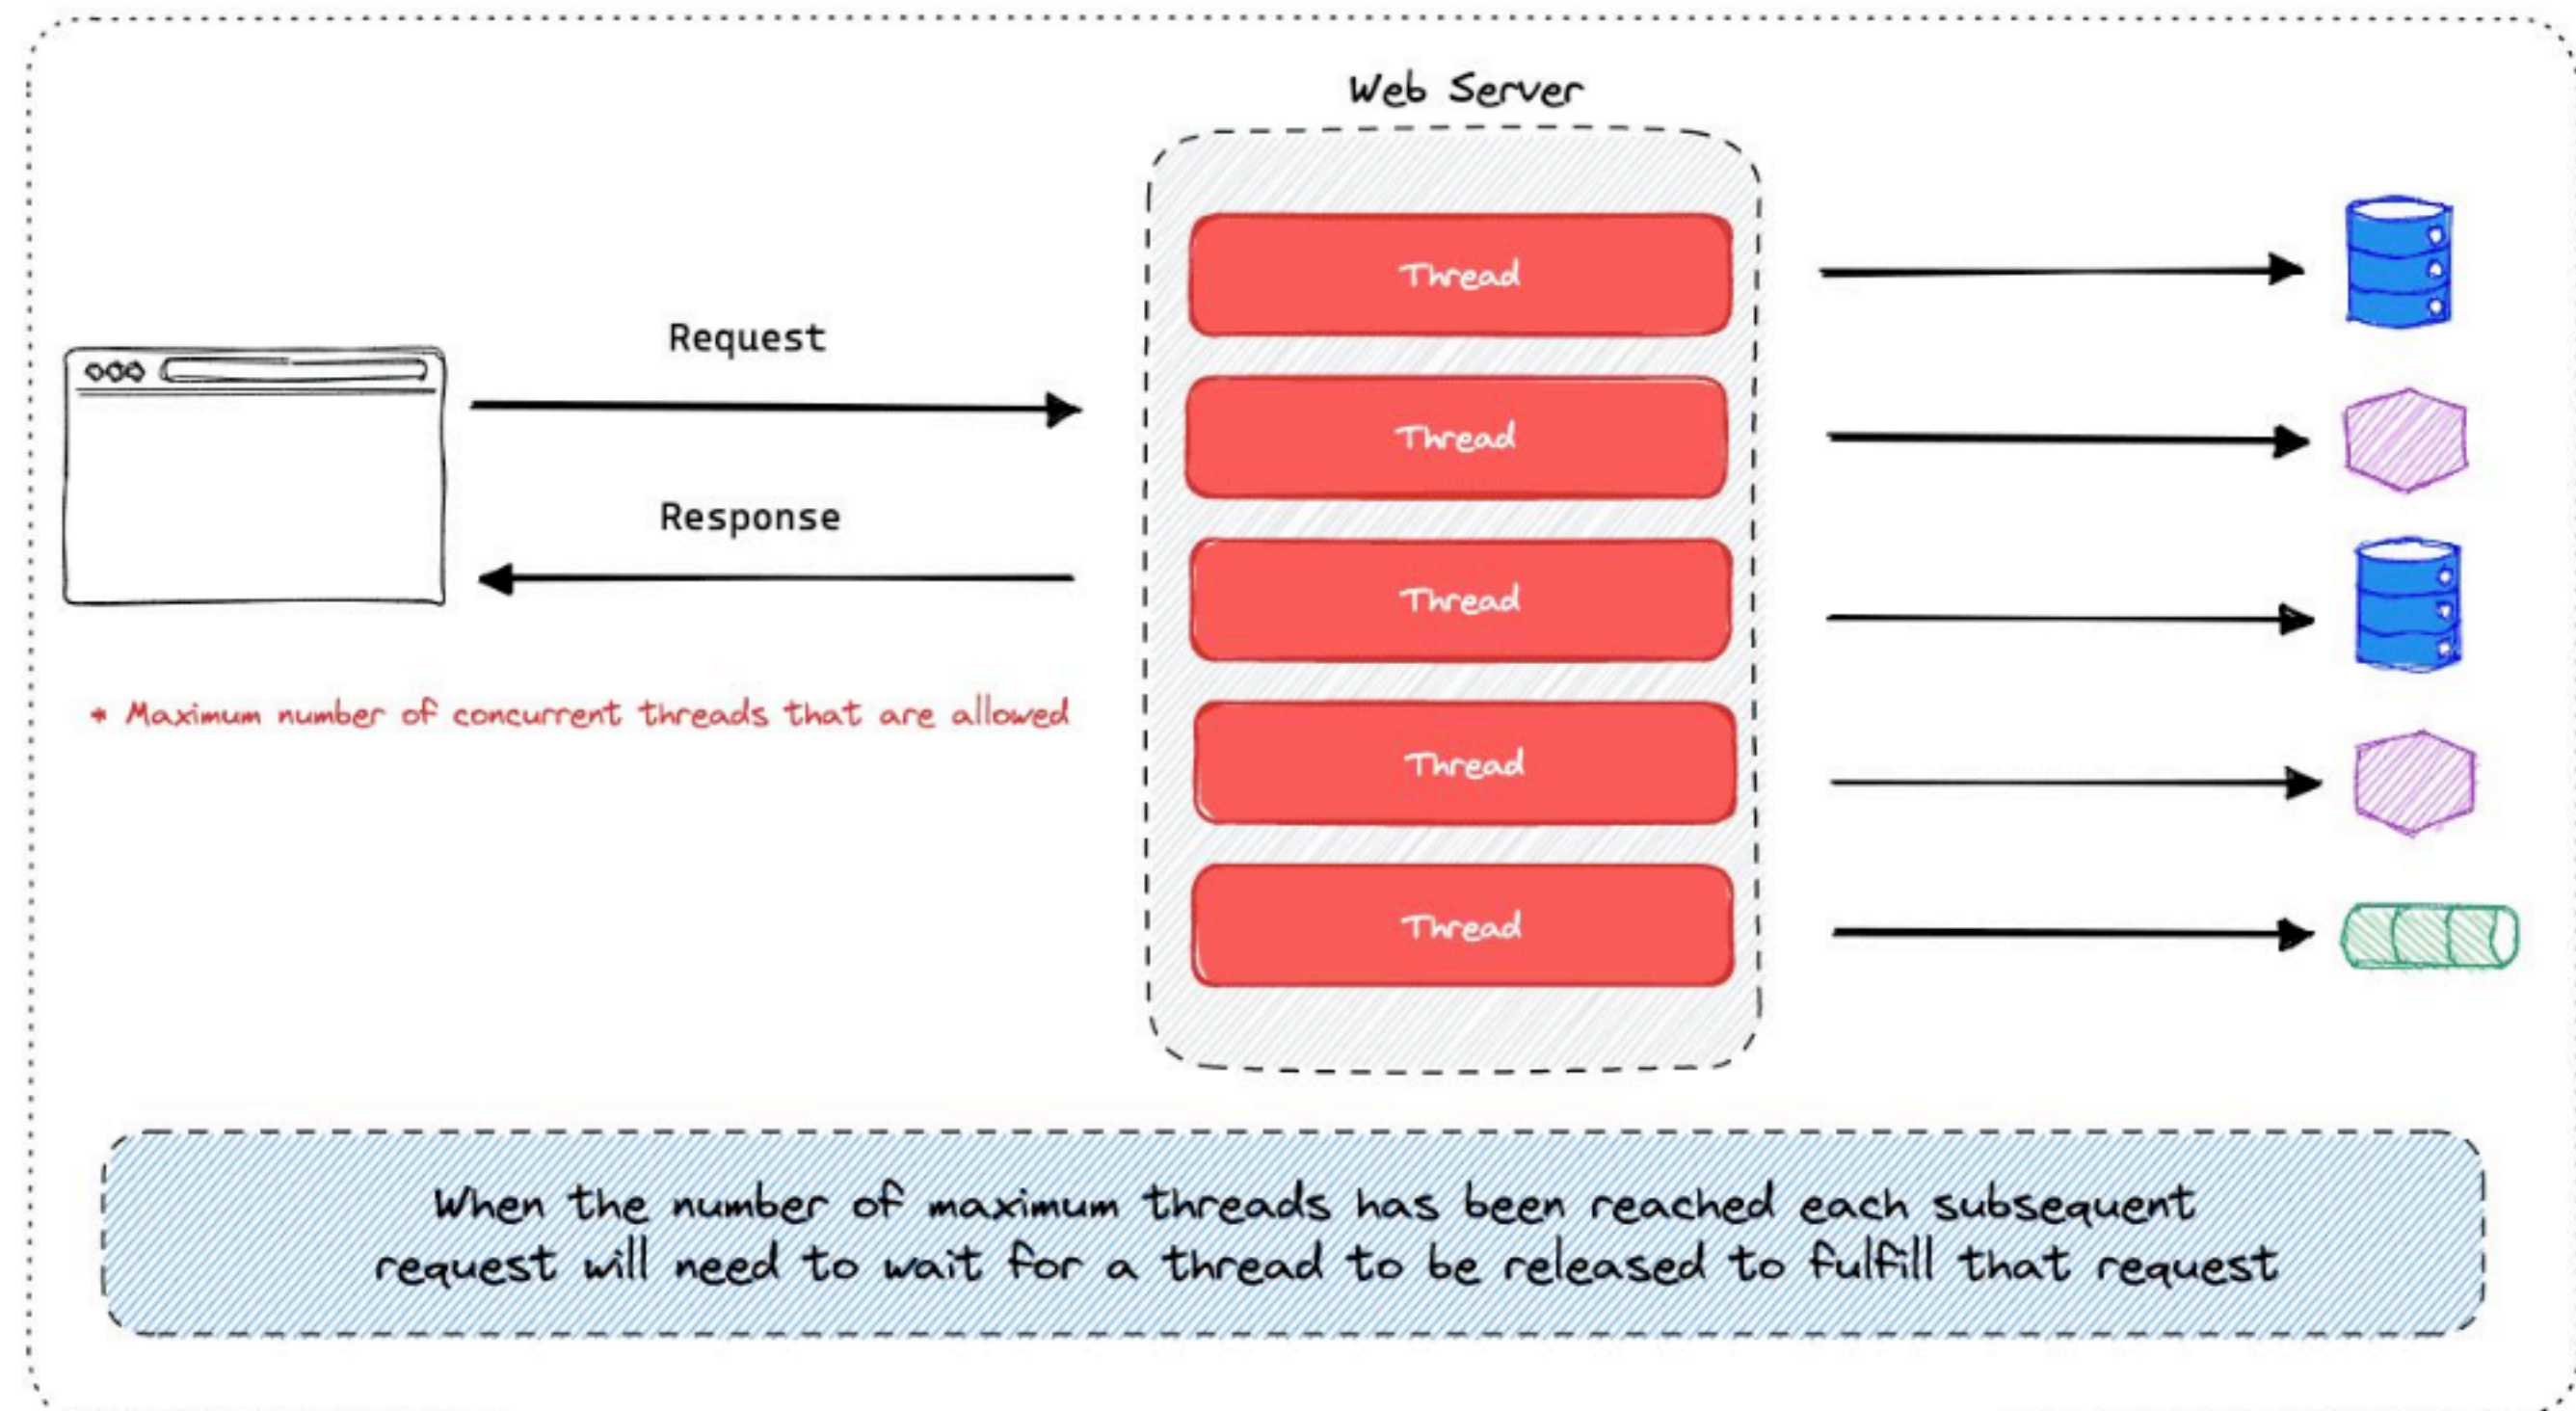 Web Server
Thread
Request
Thread
Response
Thread
* Maximum number of concurrent threads that are allowed
Thread
Thread
When the number of maximum threads has been reached each subsequent
request will need to wait for a thread to be released to fulfill that request